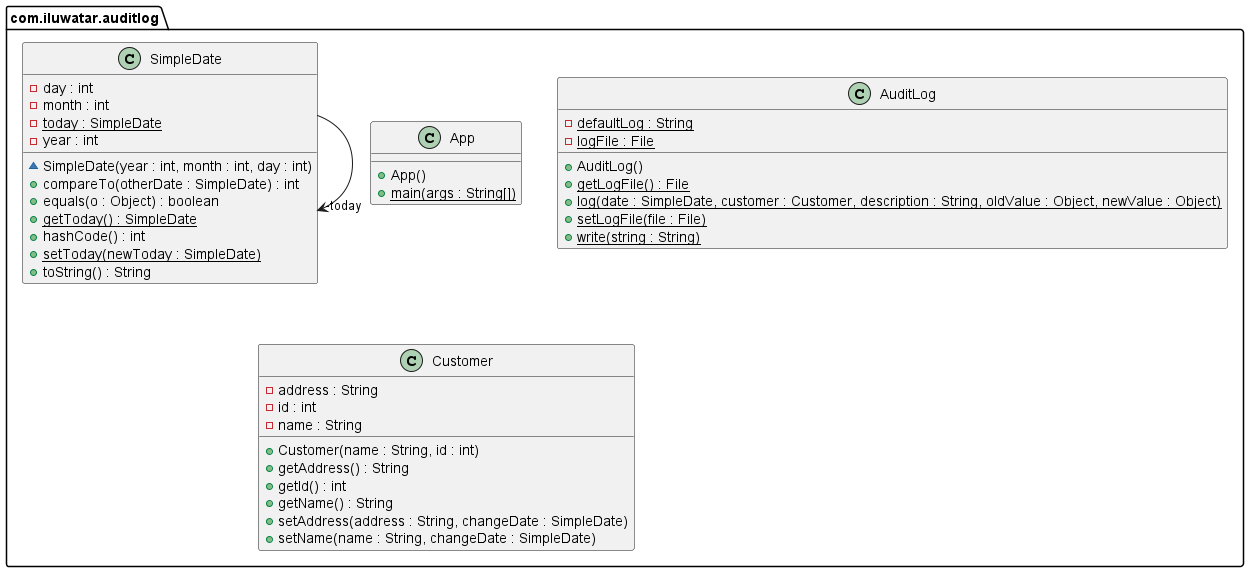 com.iluwatar.auditlog
C SimpleDate
day : int
month : int
today : SimpleDate
year : int
SimpleDate(year : int, month : int, day : int)
compareTo(otherDate : SimpleDate) : int
equals(o : Object) : boolean
getToday() : SimpleDate
hashCode() : int
setToday(newToday : SimpleDate)
toString() : String
today
C App
App()
main(args : String[])
C AuditLog
defaultLog : String
logFile : File
AuditLog()
getLogFile() : File
log(date : SimpleDate, customer : Customer, description : String, oldValue : Object, newValue : Object)
setLogFile(file : File)
write(string : String)
C Customer
address : String
id : int
name : String
Customer(name : String, id : int)
getAddress() : String
getId() : int
getName() : String
setAddress(address : String, changeDate : SimpleDate)
setName(name : String, changeDate : SimpleDate)